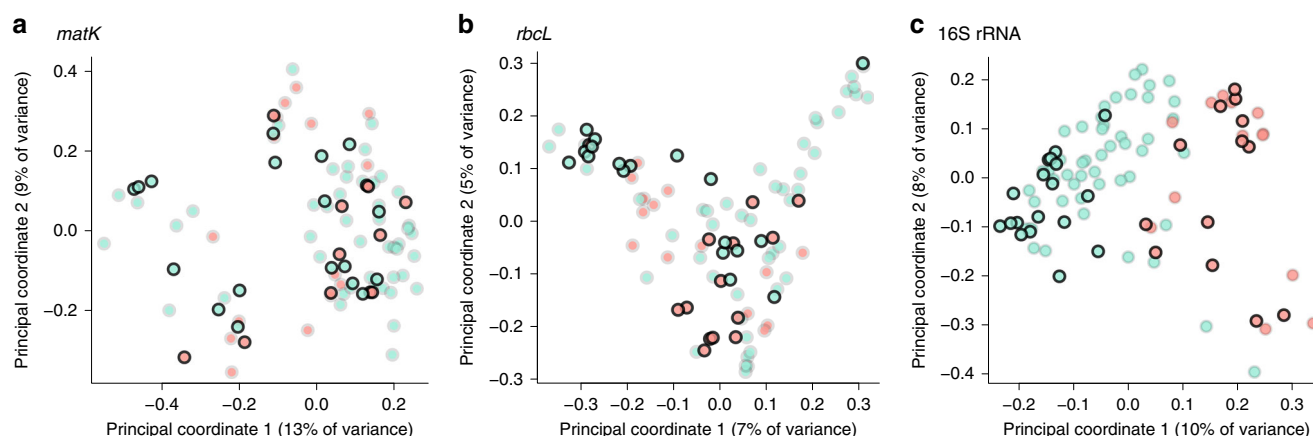 a
matK
Principal coordinate 2 (9% of variance)
0.4
0.2
0.0
−0.2
−0.4
−0.2
0.0
0.2
Principal coordinate 1 (13% of variance)
b
rbcL
Principal coordinate 2 (5% of variance)
0.3
0.2
0.1
0.0
−0.1
−0.2
−0.3
−0.3
−0.2
−0.1
0.0
0.1
0.2
0.3
Principal coordinate 1 (7% of variance)
c
16S rRNA
Principal coordinate 2 (8% of variance)
0.2
0.1
0.0
−0.1
−0.2
−0.3
−0.4
−0.2
−0.1
0.0
0.1
0.2
0.3
Principal coordinate 1 (10% of variance)